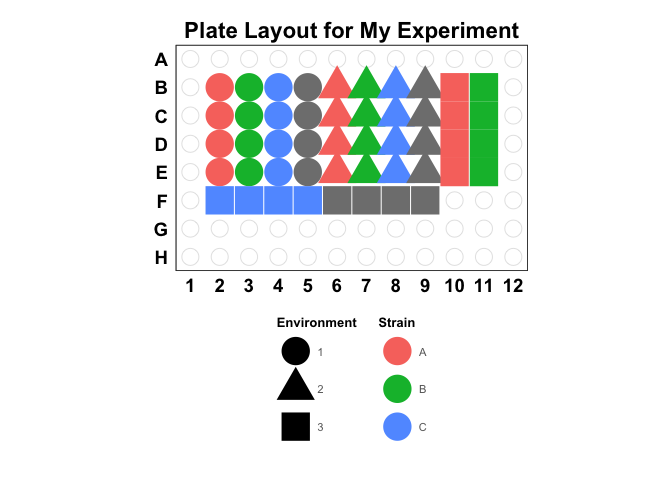 Plate Layout for My Experiment
A
B
C
D
E
F
G
H
1 2 3 4 5 6 7 8 9 10 11 12
Environment Strain
1 A
2 B
3 C